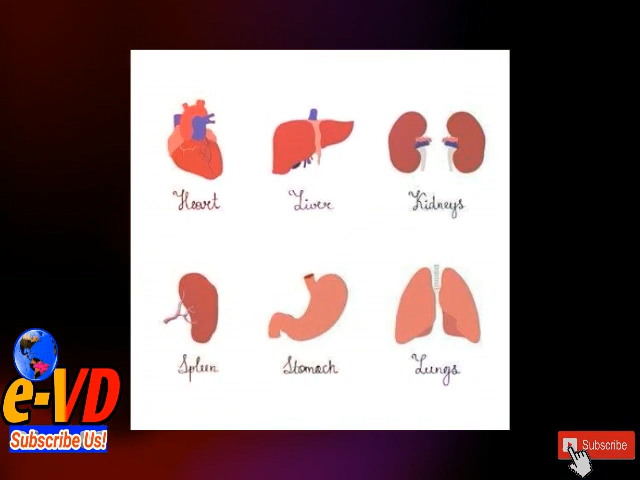 Heart Liver Kidneys
Spleen Stomach Lungs
e-VD
Subscribe Us!
Subscribe